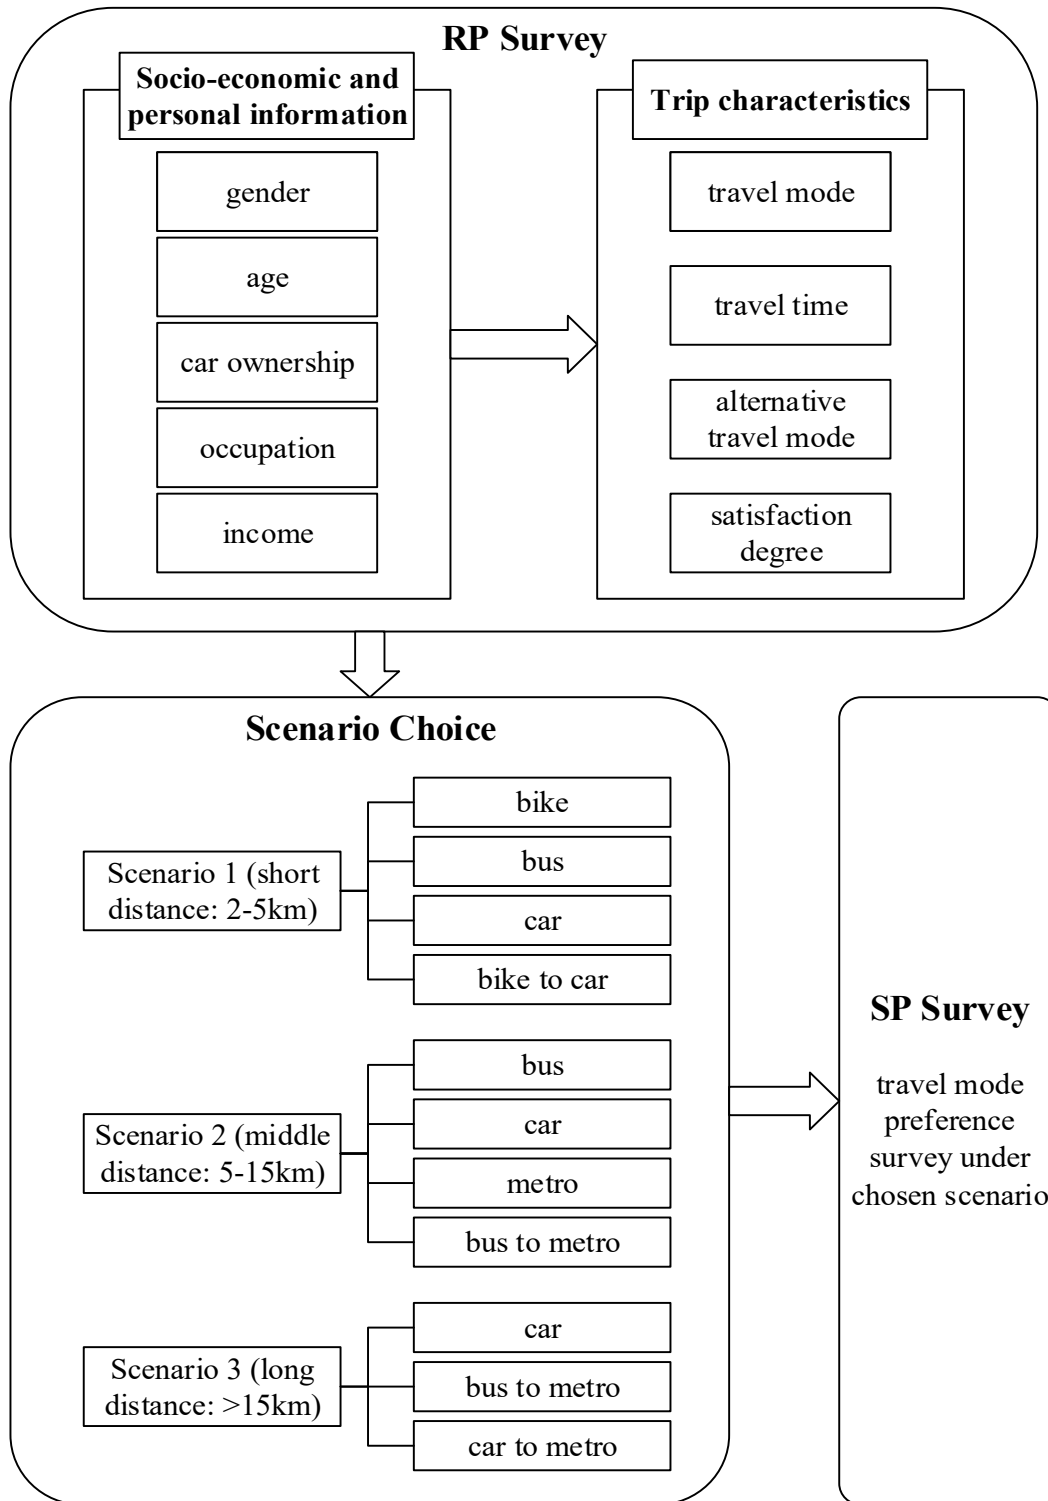 RP Survey
Socio-economic and
personal information
gender
age
car ownership
occupation
income
Trip characteristics
travel mode
travel time
alternative
travel mode
satisfaction
degree
Scenario Choice
Scenario 1 (short
distance: 2-5km)
bike
bus
car
bike to car
Scenario 2 (middle
distance: 5-15km)
bus
car
metro
bus to metro
Scenario 3 (long
distance: >15km)
car
bus to metro
car to metro
SP Survey
travel mode
preference
survey under
chosen scenario